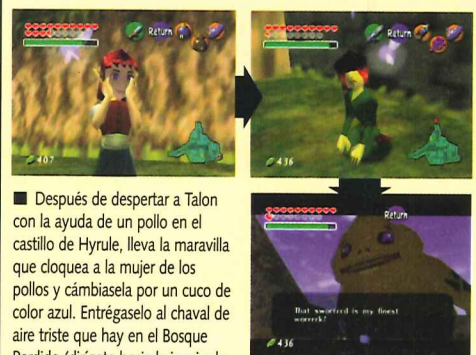 Return
407
Return
436
■ Después de despertar a Talon
con la ayuda de un pollo en el
castillo de Hyrule, lleva la maravilla
que cloquea a la mujer de los
pollos y cámbiasela por un cuco de
color azul. Entrégaselo al chaval de
aire triste que hay en el Bosque
Return
That sworrrd is my finest
worrrrk?
436